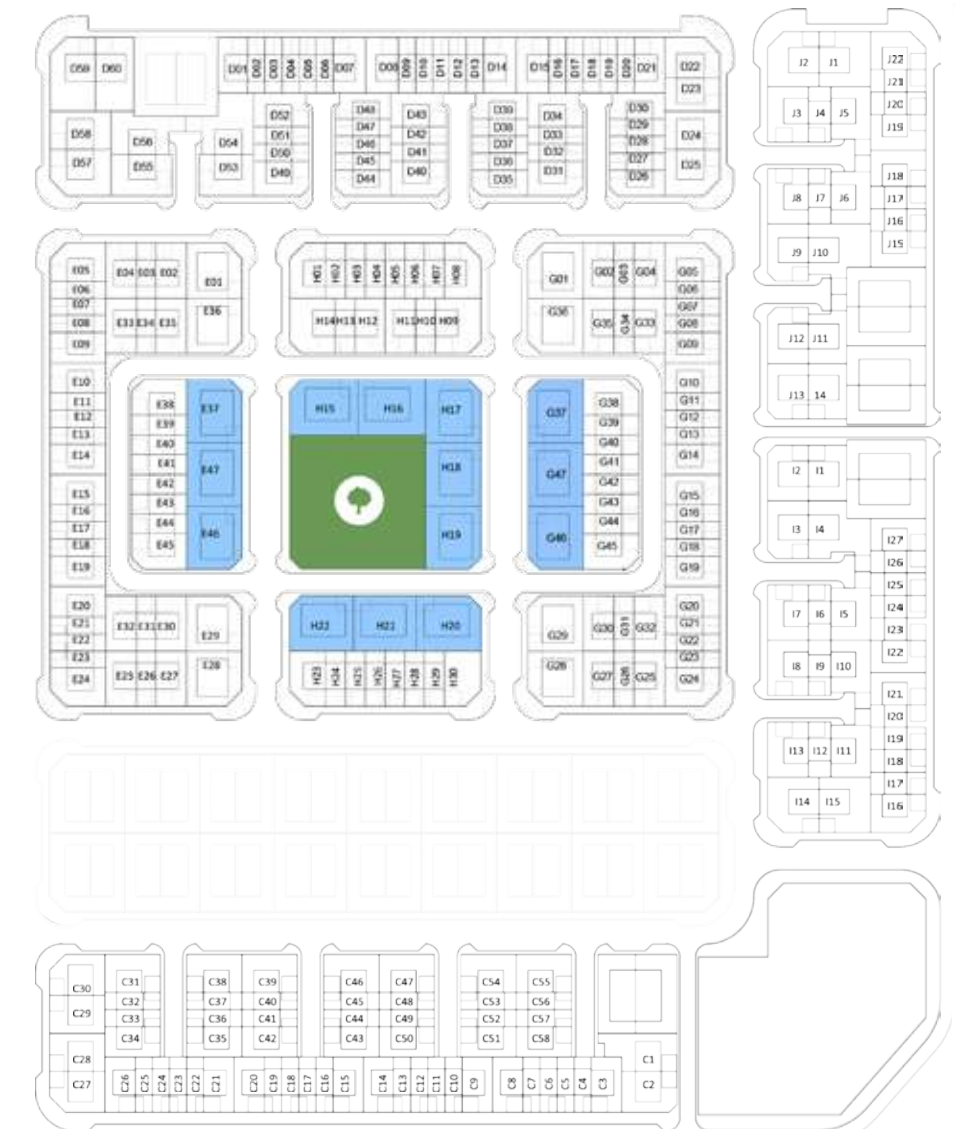 D59 D60 D01 D02 D03 D04 D05 D06 D07 D08 D09 D10 D11 D12 D13 D14 D15 D16 D17 D18 D19 D20 D21 D22
D23
D58 D56 D54 D52 D48 D43 D39 D34 D30 D24
D51 D47 D42 D38 D33 D29
D50 D46 D41 D37 D32 D28
D57 D55 D53 D49 D45 D40 D36 D31 D27 D25
D44 D35 D26
J2 J1 J22
J21
J3 J4 J5 J20
J19
J18
J8 J7 J6 J17
J16
J9 J10 J15
J12 J11
J13 14
E05 E04 E03 E02 E01
E06
E07 E36
E08 E33 E34 E35
E09
H01 H02 H03 H04 H05 H06 H07 H08
H14 H13 H12 H11 H10 H09
G01 G02 G03 G04 G05
G06
G36 G07
G35 G34 G33 G08
G09
E10
E11 E38 E37
E12 E39
E13 E40
E14 E41 E47
E42
E15 E43
E16 E44
E17 E45 E46
E18
E19
H15 H16 H17
H18
H19
G37 G38 G10
G39 G11
G40 G12
G47 G41 G13
G42 G14
G43 G15
G44 G16
G46 G45 G17
G18
G19
E20
E21 E32 E31 E30 E29
E22
E23 E28
E24 E25 E26 E27
H22 H21 H20
H23 H24 H25 H26 H27 H28 H29 H30
G29 G30 G31 G32 G20
G21
G22
G28 G23
G27 G26 G25 G24
I2 I1
I3 I4 I27
I26
I25
I7 I6 I5 I24
I23
I8 I9 I10 I22
I21
I20
I13 I12 I11 I19
I18
I17
I14 I15 I16
C30 C31 C38 C39 C46 C47 C54 C55
C32 C37 C40 C45 C48 C53 C56
C29 C33 C36 C41 C44 C49 C52 C57
C34 C35 C42 C43 C50 C51 C58
C28 C1
C27 C26 C25 C24 C23 C22 C21 C20 C19 C18 C17 C16 C15 C14 C13 C12 C11 C10 C9 C8 C7 C6 C5 C4 C3 C2